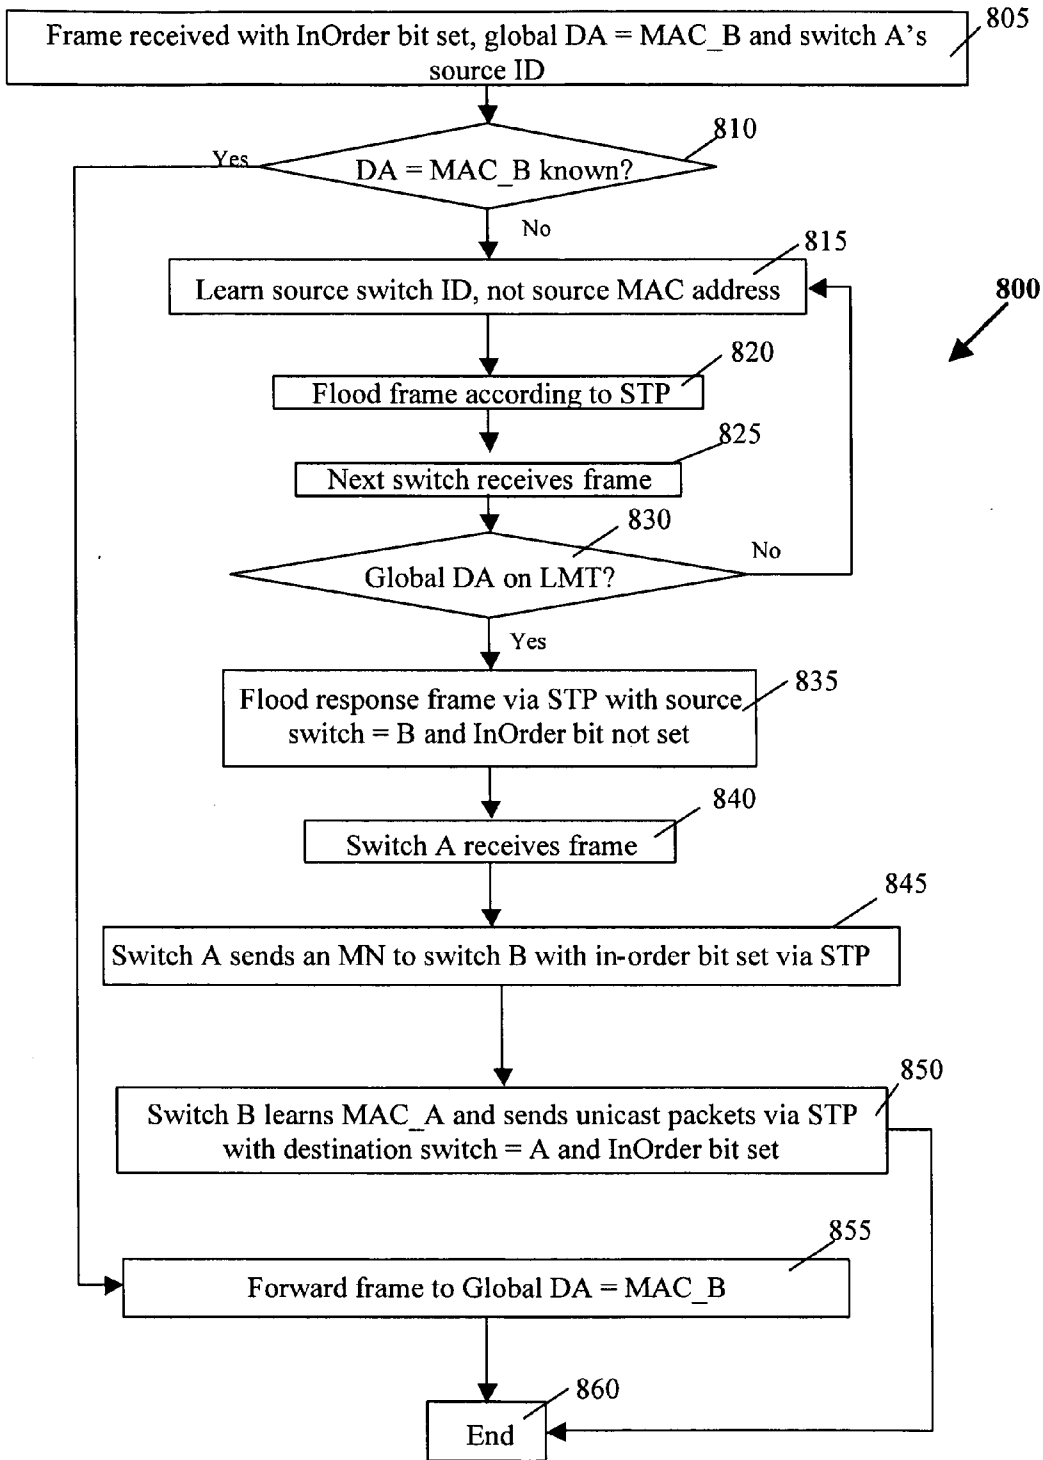 805
Frame received with InOrder bit set, global DA = MAC_B and switch A's
source ID
810
Yes
DA = MAC_B known?
No
815
Learn source switch ID, not source MAC address
800
820
Flood frame according to STP
825
Next switch receives frame
830
No
Global DA on LMT?
Yes
835
Flood response frame via STP with source
switch = B and InOrder bit not set
840
Switch A receives frame
845
Switch A sends an MN to switch B with in-order bit set via STP
850
Switch B learns MAC_A and sends unicast packets via STP
with destination switch = A and InOrder bit set
855
Forward frame to Global DA = MAC_B
860
End